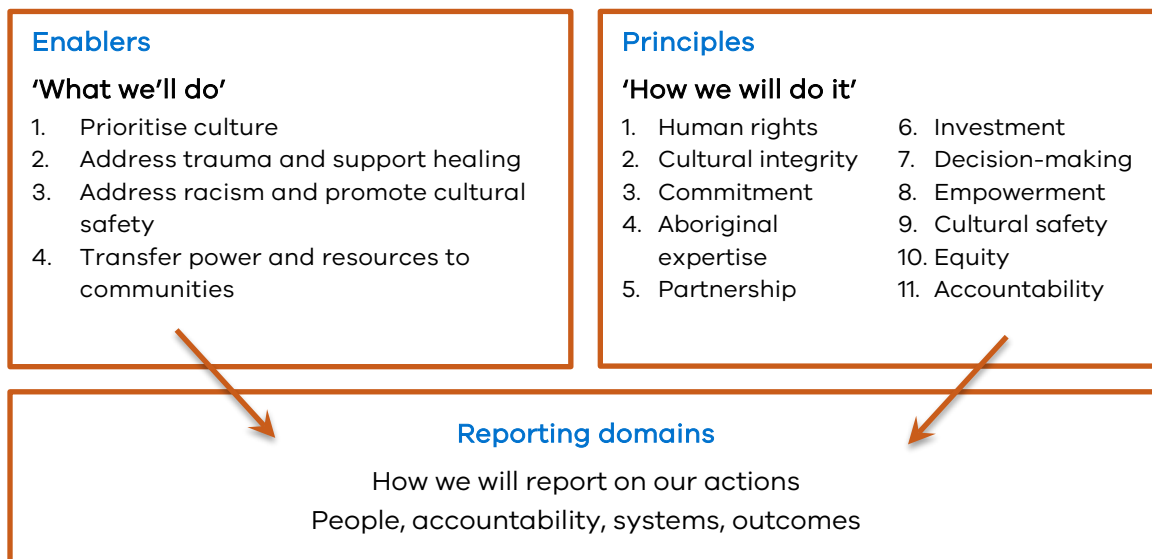 Enablers
‘What we’ll do’
1. Prioritise culture
2. Address trauma and support healing
3. Address racism and promote cultural
safety
4. Transfer power and resources to
communities
Principles
‘How we will do it’
1. Human rights
2. Cultural integrity
3. Commitment
4. Aboriginal
expertise
5. Partnership
6. Investment
7. Decision-making
8. Empowerment
9. Cultural safety
10. Equity
11. Accountability
Reporting domains
How we will report on our actions
People, accountability, systems, outcomes